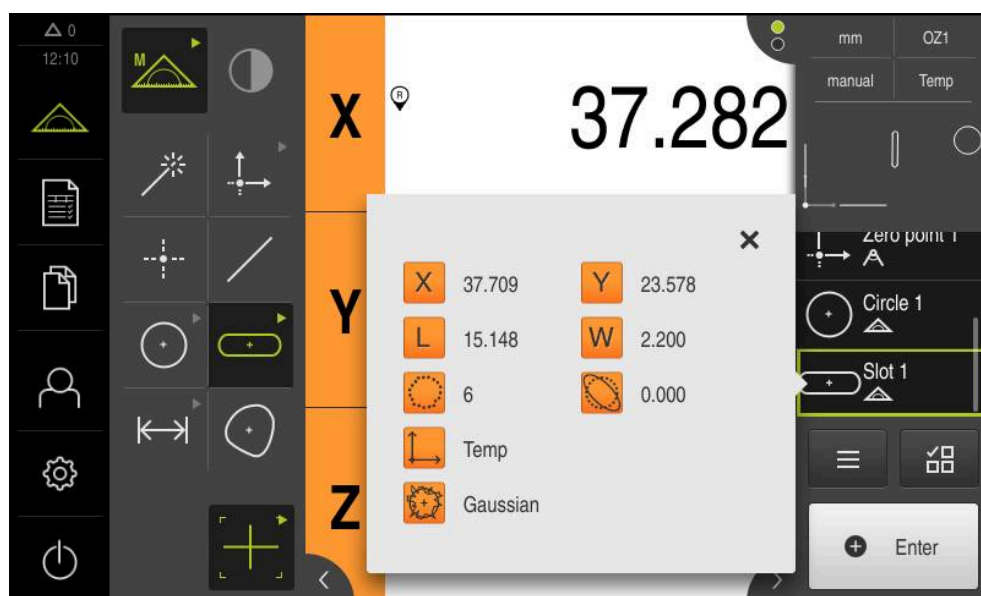 0
12:10
M
X
R
37.282
mm
OZ1
manual
Temp
Zero point 1
Circle 1
Slot 1
Y
Z
X 37.709 Y 23.578
L 15.148 W 2.200
6 0.000
Temp
Gaussian
Enter